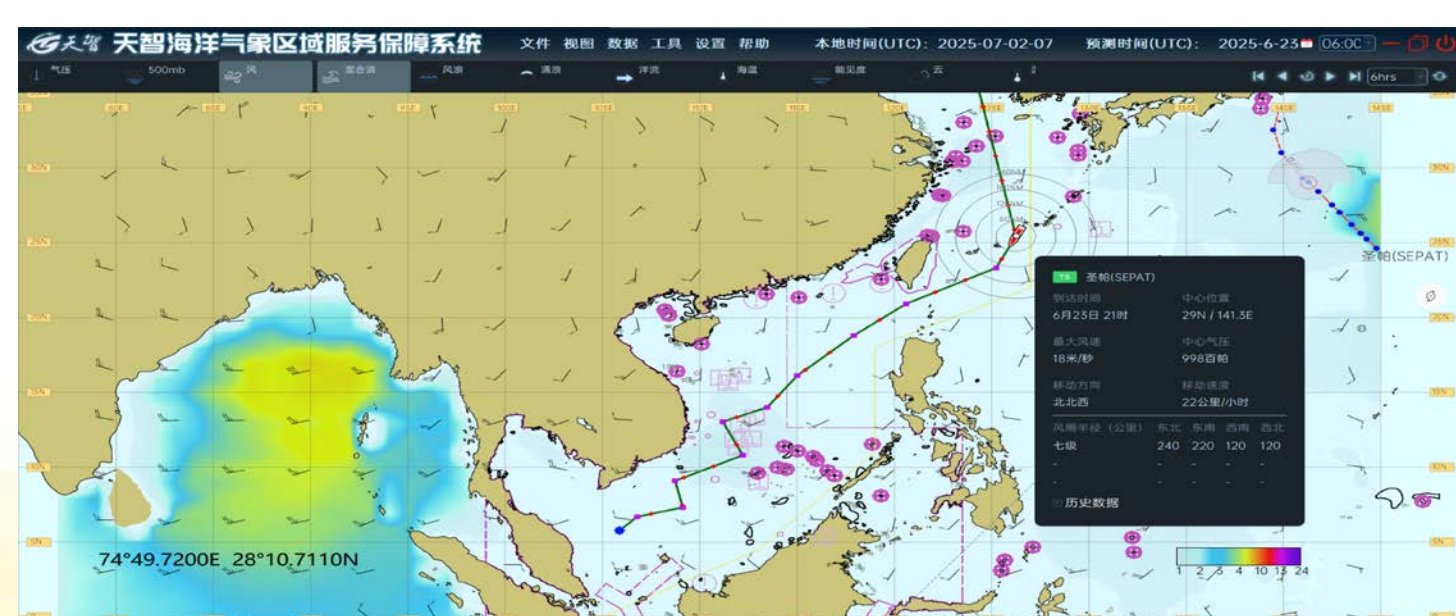 天智 天智海洋气象区域服务保障系统 文件 视图 数据 工具 设置 帮助 本地时间(UTC): 2025-07-02-07 预测时间(UTC): 2025-6-23 06:00
气压 500mb 风 混合浪 风浪 涌浪 洋流 海温 能见度 云 6hrs
圣帕(SEPAT)
TS 圣帕(SEPAT)
到达时间 中心位置
6月23日 21时 29N / 141.3E
最大风速 中心气压
18米/秒 998百帕
移动方向 移动速度
北北西 22公里/小时
风圈半径（公里） 东北 东南 西南 西北
七级 240 220 120 120
- - - - -
- - - - -
历史数据
74°49.7200E 28°10.7110N
1 2 3 4 10 13 24